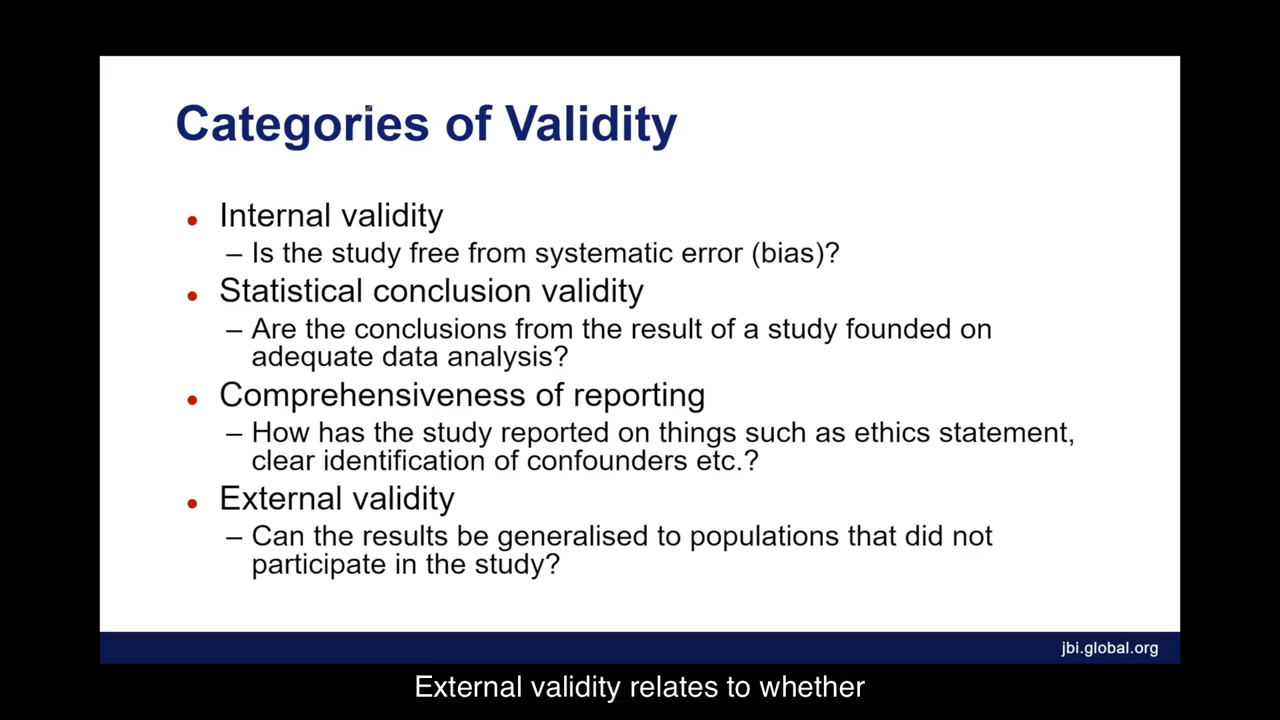 Categories of Validity
• Internal validity
– Is the study free from systematic error (bias)?
• Statistical conclusion validity
– Are the conclusions from the result of a study founded on
adequate data analysis?
• Comprehensiveness of reporting
– How has the study reported on things such as ethics statement,
clear identification of confounders etc.?
• External validity
– Can the results be generalised to populations that did not
participate in the study?
jbi.global.org
External validity relates to whether